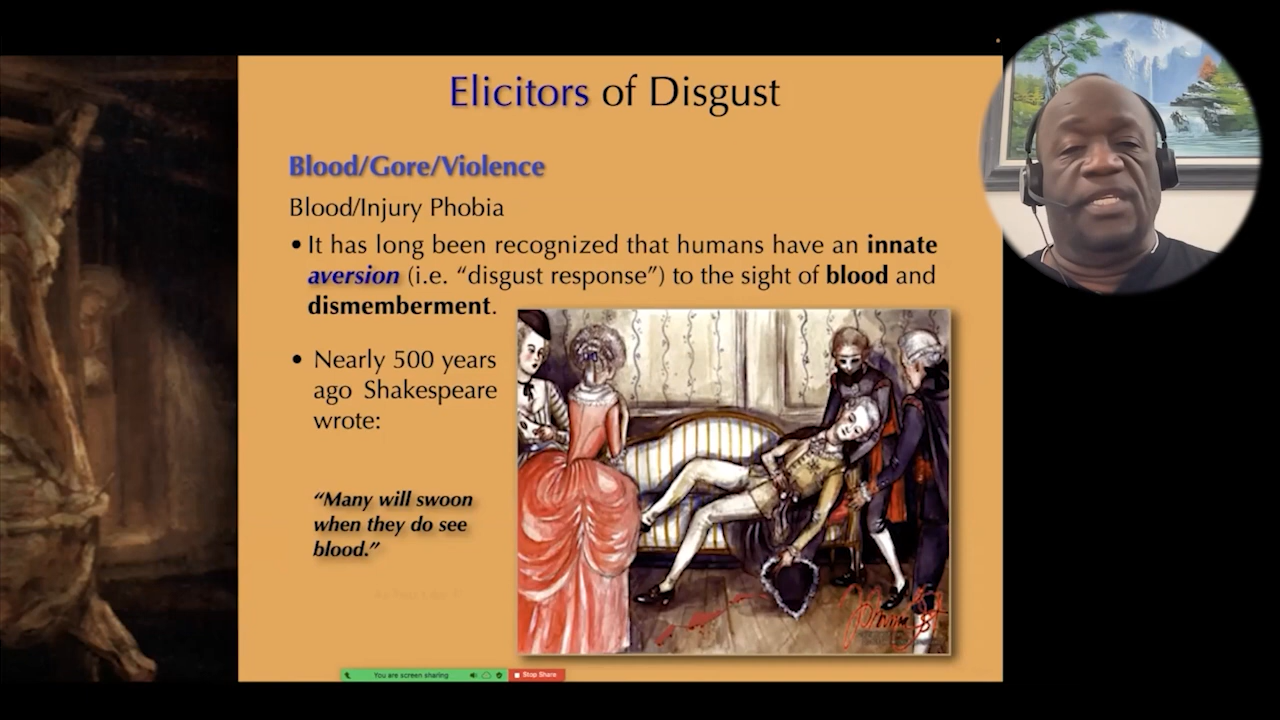 Elicitors of Disgust
Blood/Gore/Violence
Blood/Injury Phobia
• It has long been recognized that humans have an innate
aversion (i.e. “disgust response”) to the sight of blood and
dismemberment.
• Nearly 500 years
ago Shakespeare
wrote:
“Many will swoon
when they do see
blood.”
You are screen sharing
Stop Share